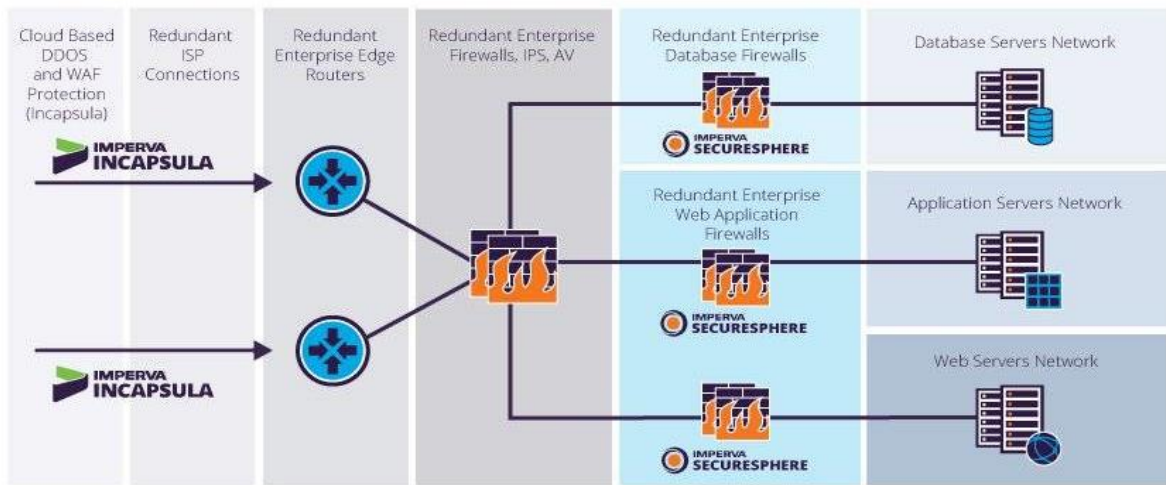 Cloud Based
DDOS
and WAF
Protection
(Incapsula)
Redundant
ISP
Connections
Redundant
Enterprise Edge
Routers
Redundant Enterprise
Firewalls, IPS, AV
Redundant Enterprise
Database Firewalls
Database Servers Network
IMPERVA
INCAPSULA
IMPERVA
SECURESPHERE
Redundant Enterprise
Web Application
Firewalls
Application Servers Network
IMPERVA
SECURESPHERE
IMPERVA
INCAPSULA
Web Servers Network
IMPERVA
SECURESPHERE